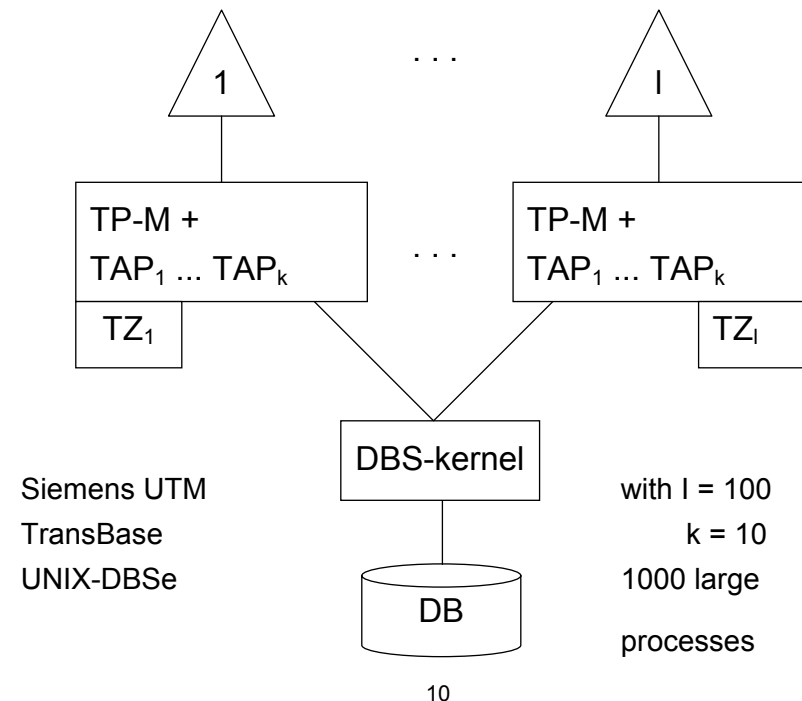 . . .
1
I
TP-M +
TAP₁ ... TAPₖ
. . .
TP-M +
TAP₁ ... TAPₖ
TZ₁
TZₗ
DBS-kernel
Siemens UTM
TransBase
UNIX-DBSe
with I = 100
k = 10
1000 large
processes
DB
10